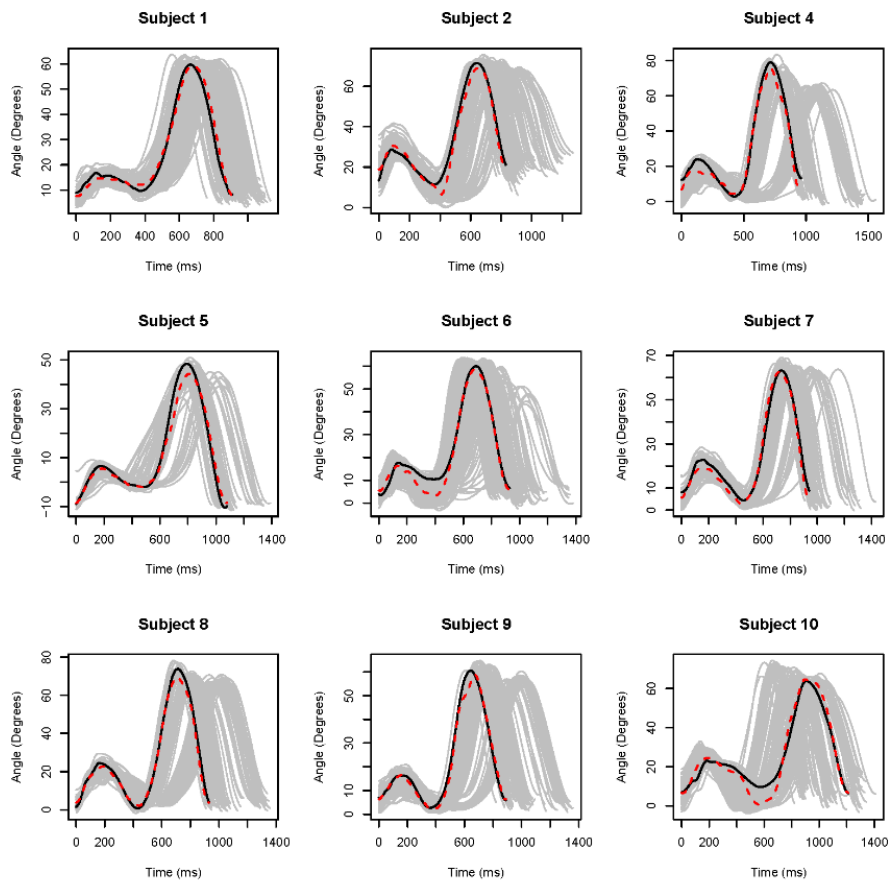 Subject 1
Angle (Degrees)
60
50
40
30
20
10
0 200 400 600 800
Time (ms)
Subject 2
Angle (Degrees)
60
40
20
0
0 200 600 1000
Time (ms)
Subject 4
Angle (Degrees)
80
60
40
20
0
0 500 1000 1500
Time (ms)
Subject 5
Angle (Degrees)
50
30
10
-10
0 200 600 1000 1400
Time (ms)
Subject 6
Angle (Degrees)
50
30
10
0
0 200 600 1000 1400
Time (ms)
Subject 7
Angle (Degrees)
70
50
30
10
0
0 200 600 1000 1400
Time (ms)
Subject 8
Angle (Degrees)
80
60
40
20
0
0 200 600 1000 1400
Time (ms)
Subject 9
Angle (Degrees)
50
30
10
0
0 200 600 1000 1400
Time (ms)
Subject 10
Angle (Degrees)
60
40
20
0
0 200 600 1000 1400
Time (ms)